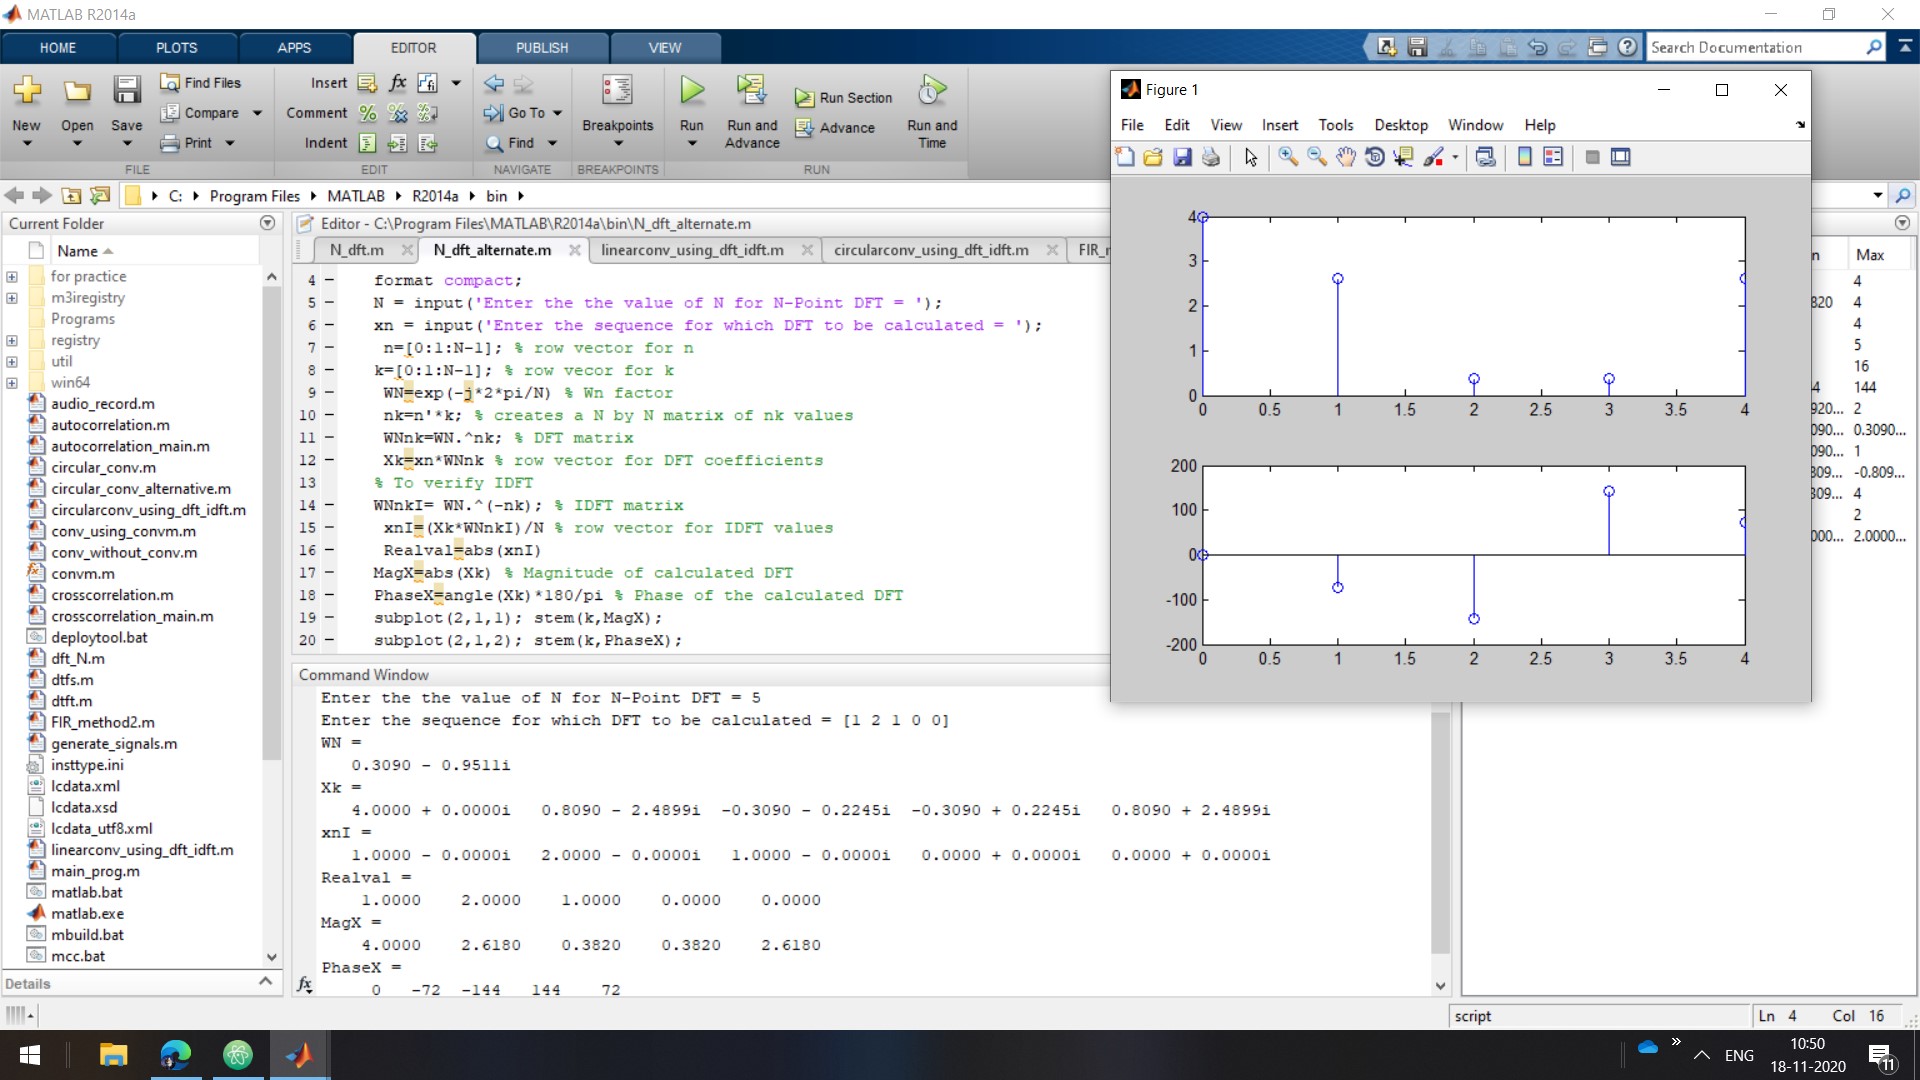 MATLAB R2014a
HOME PLOTS APPS EDITOR PUBLISH VIEW
Search Documentation
New Open Save Find Files Compare Print
FILE
Insert fx
Comment
Indent
EDIT
Go To
Find
NAVIGATE
Breakpoints
BREAKPOINTS
Run
Run and Advance
Run Section
Advance
Run and Time
RUN
C: Program Files MATLAB R2014a bin
Current Folder
Name
for practice
m3iregistry
Programs
registry
util
win64
audio_record.m
autocorrelation.m
autocorrelation_main.m
circular_conv.m
circular_conv_alternative.m
circularconv_using_dft_idft.m
conv_using_convm.m
conv_without_conv.m
convm.m
crosscorrelation.m
crosscorrelation_main.m
deploytool.bat
dft_N.m
dtfs.m
dtft.m
FIR_method2.m
generate_signals.m
insttype.ini
lcdata.xml
lcdata.xsd
lcdata_utf8.xml
linearconv_using_dft_idft.m
main_prog.m
matlab.bat
matlab.exe
mbuild.bat
mcc.bat
Details
Editor - C:\Program Files\MATLAB\R2014a\bin\N_dft_alternate.m
N_dft.m N_dft_alternate.m linearconv_using_dft_idft.m circularconv_using_dft_idft.m
4 - format compact;
5 - N = input('Enter the the value of N for N-Point DFT = ');
6 - xn = input('Enter the sequence for which DFT to be calculated = ');
7 - n=[0:1:N-1]; % row vector for n
8 - k=[0:1:N-1]; % row vecor for k
9 - WN=exp(-j*2*pi/N) % Wn factor
10 - nk=n'*k; % creates a N by N matrix of nk values
11 - WNnk=WN.^nk; % DFT matrix
12 - Xk=xn*WNnk % row vector for DFT coefficients
13 % To verify IDFT
14 - WNnkI= WN.^(-nk); % IDFT matrix
15 - xnI=(Xk*WNnkI)/N % row vector for IDFT values
16 - Realval=abs(xnI)
17 - MagX=abs(Xk) % Magnitude of calculated DFT
18 - PhaseX=angle(Xk)*180/pi % Phase of the calculated DFT
19 - subplot(2,1,1); stem(k,MagX);
20 - subplot(2,1,2); stem(k,PhaseX);
Command Window
Enter the the value of N for N-Point DFT = 5
Enter the sequence for which DFT to be calculated = [1 2 1 0 0]
WN =
0.3090 - 0.9511i
Xk =
4.0000 + 0.0000i 0.8090 - 2.4899i -0.3090 - 0.2245i -0.3090 + 0.2245i 0.8090 + 2.4899i
xnI =
1.0000 - 0.0000i 2.0000 - 0.0000i 1.0000 - 0.0000i 0.0000 + 0.0000i 0.0000 + 0.0000i
Realval =
1.0000 2.0000 1.0000 0.0000 0.0000
MagX =
4.0000 2.6180 0.3820 0.3820 2.6180
PhaseX =
0 -72 -144 144 72
fx
Figure 1
File Edit View Insert Tools Desktop Window Help
4
3
2
1
0
0 0.5 1 1.5 2 2.5 3 3.5 4
200
100
0
-100
-200
0 0.5 1 1.5 2 2.5 3 3.5 4
Max
4
820 4
4
5
16
4 144
920... 2
090... 0.3090...
090... 1
809... -0.809...
809... 4
2
000... 2.0000...
script
Ln 4 Col 16
ENG
10:50
18-11-2020
11